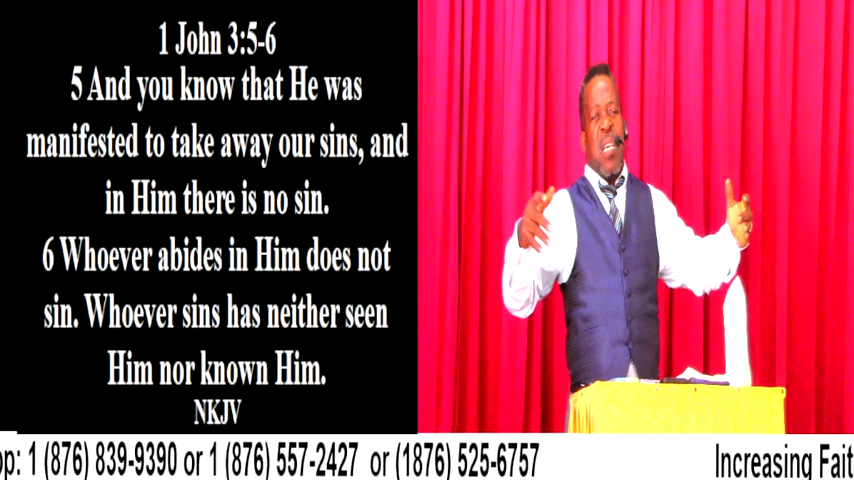 1 John 3:5-6
5 And you know that He was
manifested to take away our sins, and
in Him there is no sin.
6 Whoever abides in Him does not
sin. Whoever sins has neither seen
Him nor known Him.
NKJV
pp: 1 (876) 839-9390 or 1 (876) 557-2427 or (1876) 525-6757
Increasing Fait